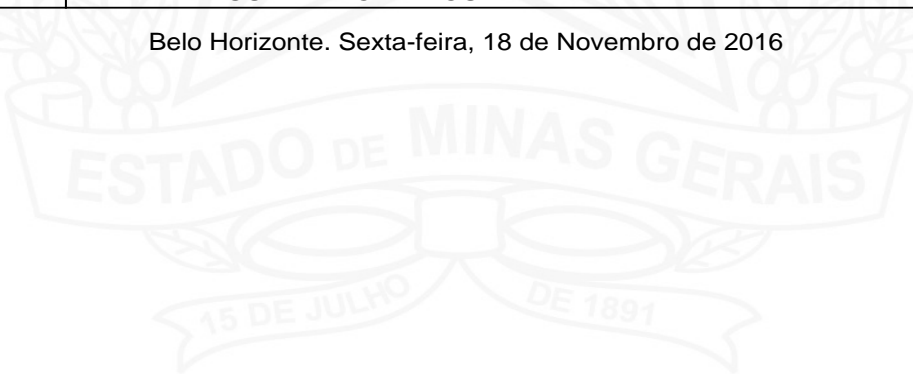 Belo Horizonte. Sexta-feira, 18 de Novembro de 2016
ESTADO DE MINAS GERAIS
15 DE JULHO DE 1891